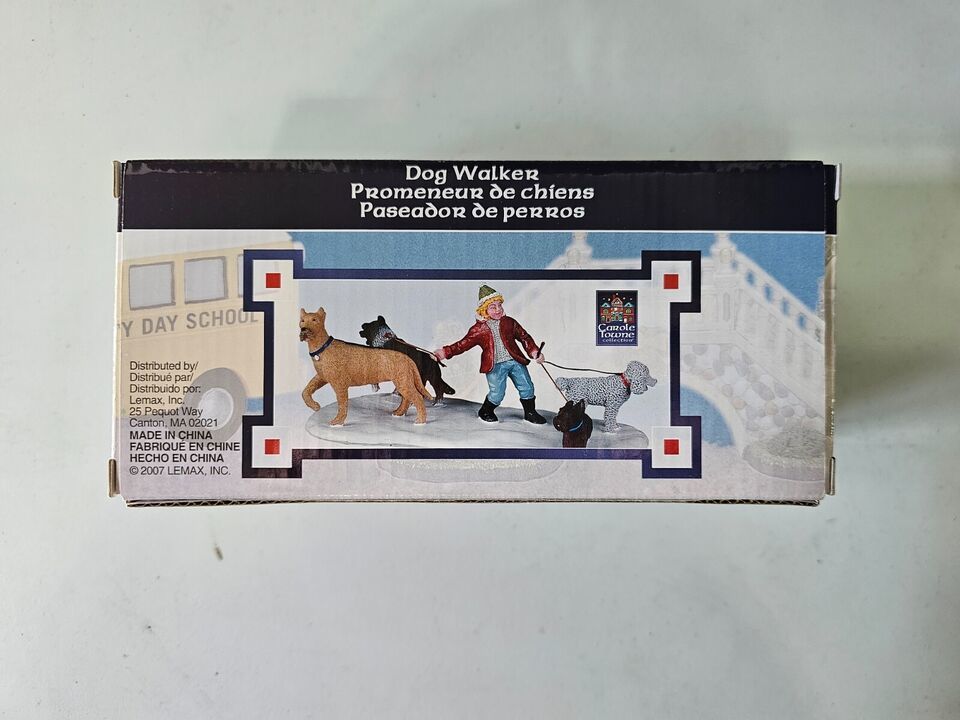 Dog Walker
Promeneur de chiens
Paseador de perros
Y DAY SCHOOL
Carole
Towne
collection
Distributed by/
Distribué par/
Distribuido por:
Lemax, Inc.
25 Pequot Way
Canton, MA 02021
MADE IN CHINA
FABRIQUÉ EN CHINE
HECHO EN CHINA
© 2007 LEMAX, INC.